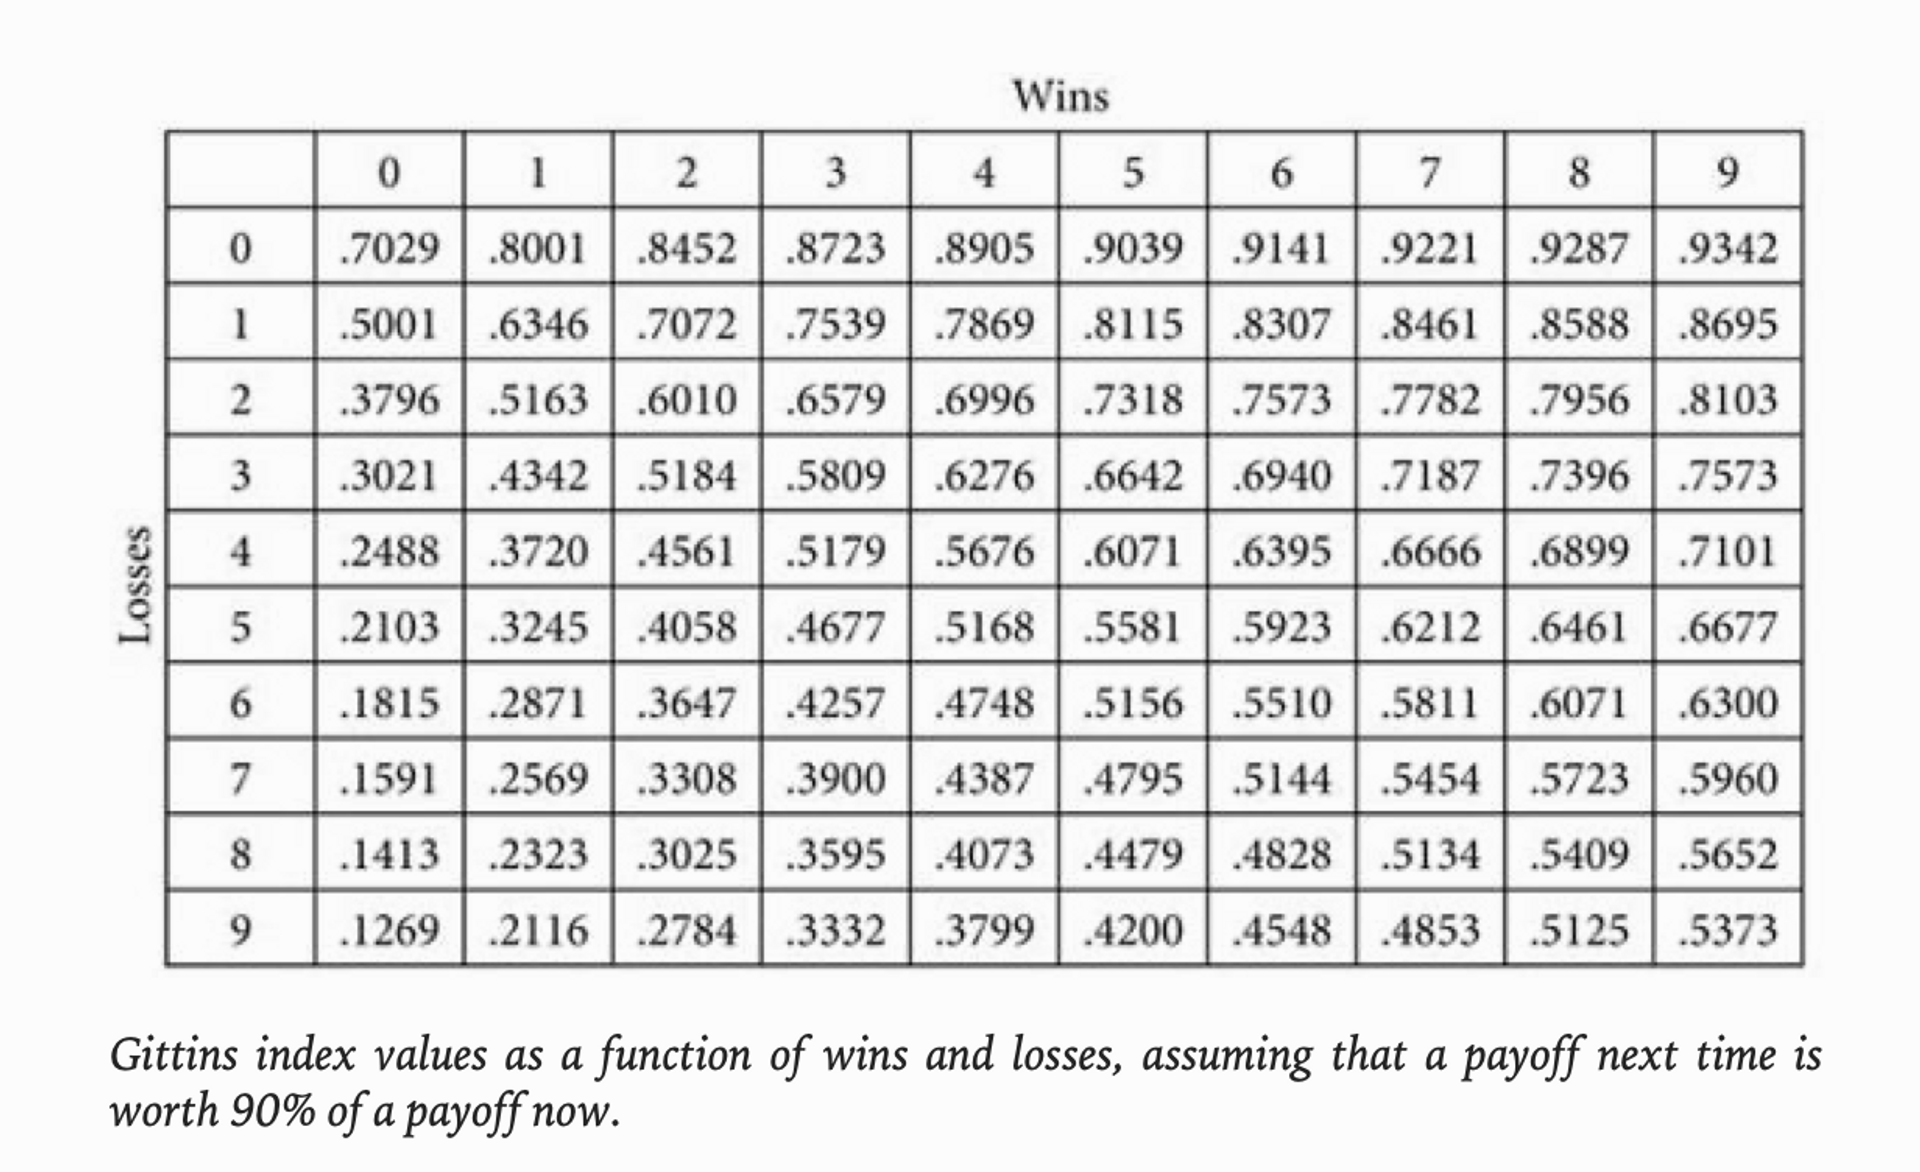 Wins
0 1 2 3 4 5 6 7 8 9
0 .7029 .8001 .8452 .8723 .8905 .9039 .9141 .9221 .9287 .9342
1 .5001 .6346 .7072 .7539 .7869 .8115 .8307 .8461 .8588 .8695
2 .3796 .5163 .6010 .6579 .6996 .7318 .7573 .7782 .7956 .8103
3 .3021 .4342 .5184 .5809 .6276 .6642 .6940 .7187 .7396 .7573
4 .2488 .3720 .4561 .5179 .5676 .6071 .6395 .6666 .6899 .7101
5 .2103 .3245 .4058 .4677 .5168 .5581 .5923 .6212 .6461 .6677
6 .1815 .2871 .3647 .4257 .4748 .5156 .5510 .5811 .6071 .6300
7 .1591 .2569 .3308 .3900 .4387 .4795 .5144 .5454 .5723 .5960
8 .1413 .2323 .3025 .3595 .4073 .4479 .4828 .5134 .5409 .5652
9 .1269 .2116 .2784 .3332 .3799 .4200 .4548 .4853 .5125 .5373
Losses
Gittins index values as a function of wins and losses, assuming that a payoff next time is
worth 90% of a payoff now.